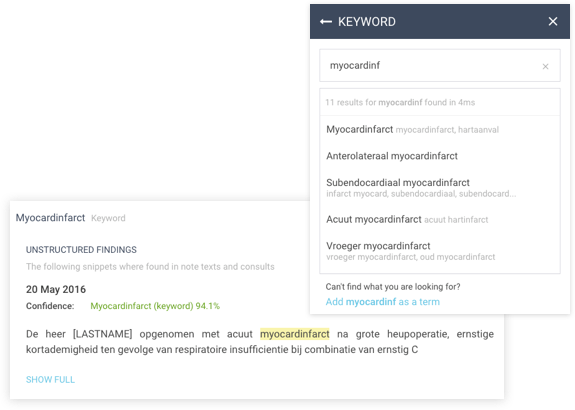 ← KEYWORD ×
myocardinf ×
11 results for myocardinf found in 4ms
Myocardinfarct myocardinfarct, hartaanval
Anterolateraal myocardinfarct
Subendocardiaal myocardinfarct
infarct myocard, subendocardiaal, subendocard...
Acuut myocardinfarct acuut hartinfarct
Vroeger myocardinfarct
vroeger myocardinfarct, oud myocardinfarct
Can't find what you are looking for?
Add myocardinf as a term
Myocardinfarct Keyword
UNSTRUCTURED FINDINGS
The following snippets where found in note texts and consults
20 May 2016
Confidence: Myocardinfarct (keyword) 94.1%
De heer [LASTNAME] opgenomen met acuut myocardinfarct na grote heupoperatie, ernstige
kortademigheid ten gevolge van respiratoire insufficientie bij combinatie van ernstig C
SHOW FULL